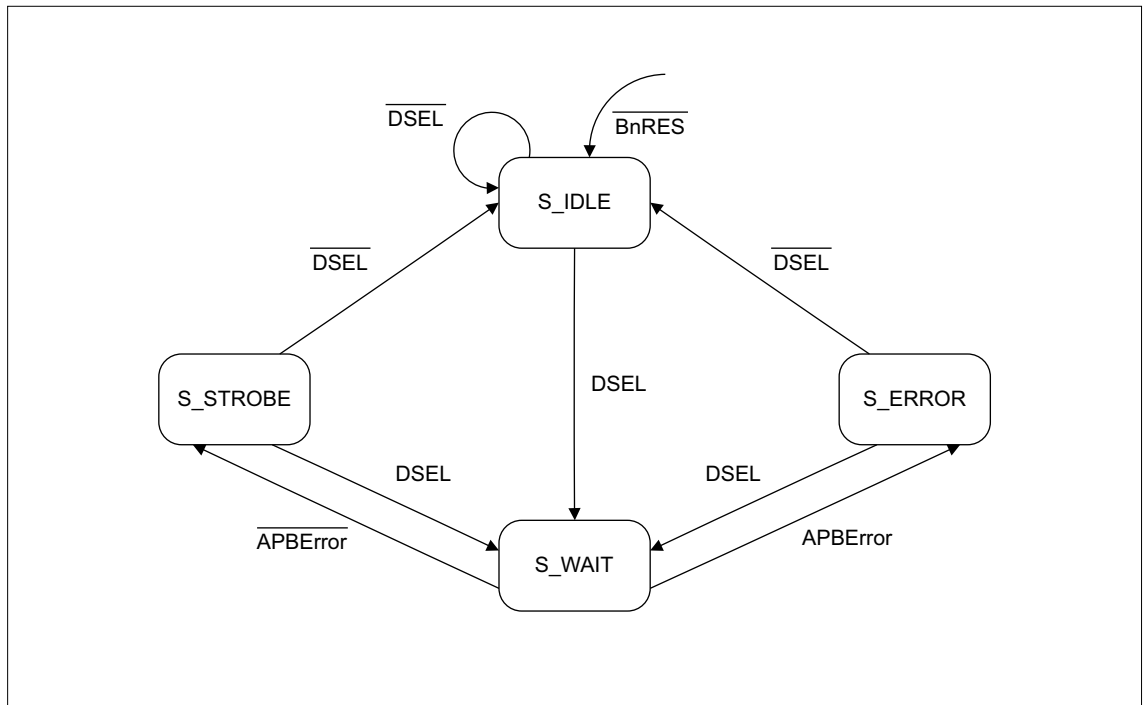 DSEL
BnRES
S_IDLE
DSEL
DSEL
S_STROBE
DSEL
S_ERROR
DSEL
DSEL
APBError
APBError
S_WAIT